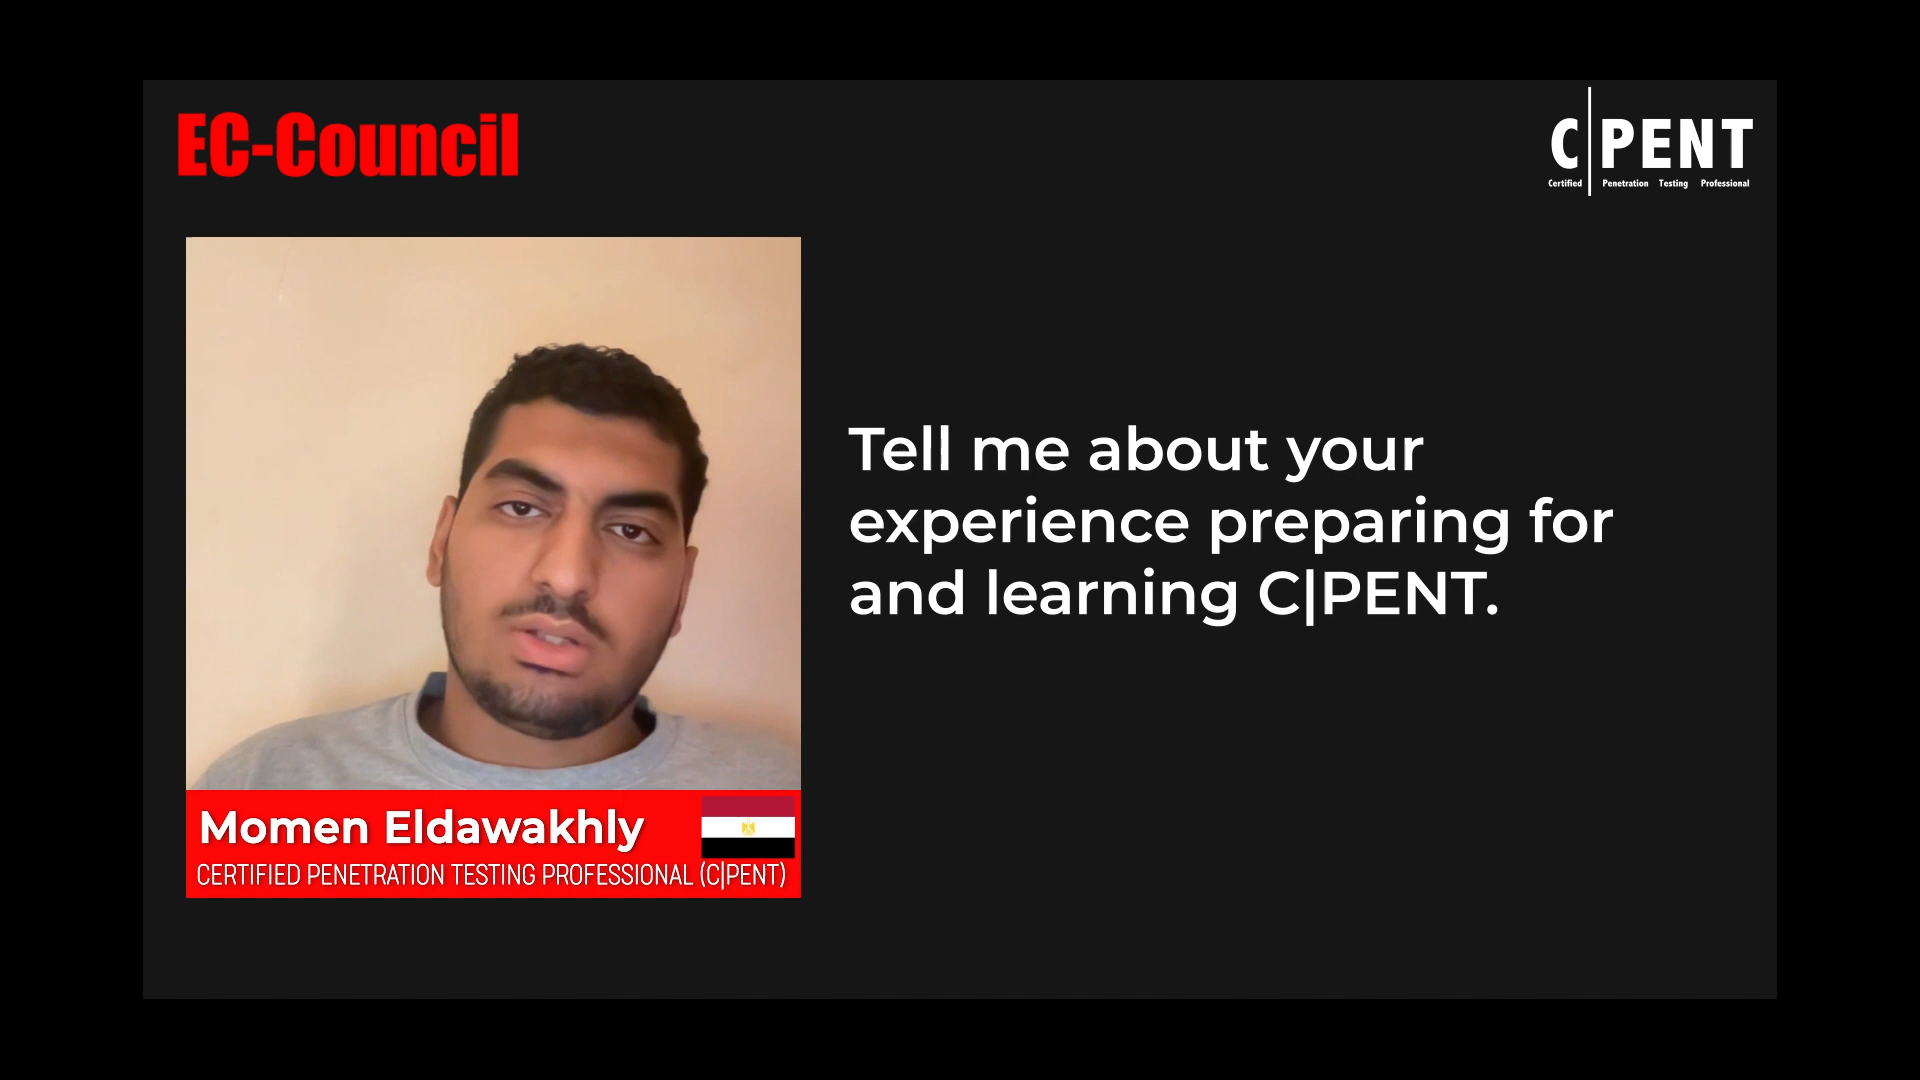 EC-Council
C|PENT
Certified Penetration Testing Professional
Tell me about your
experience preparing for
and learning C|PENT.
Momen Eldawakhly
CERTIFIED PENETRATION TESTING PROFESSIONAL (C|PENT)